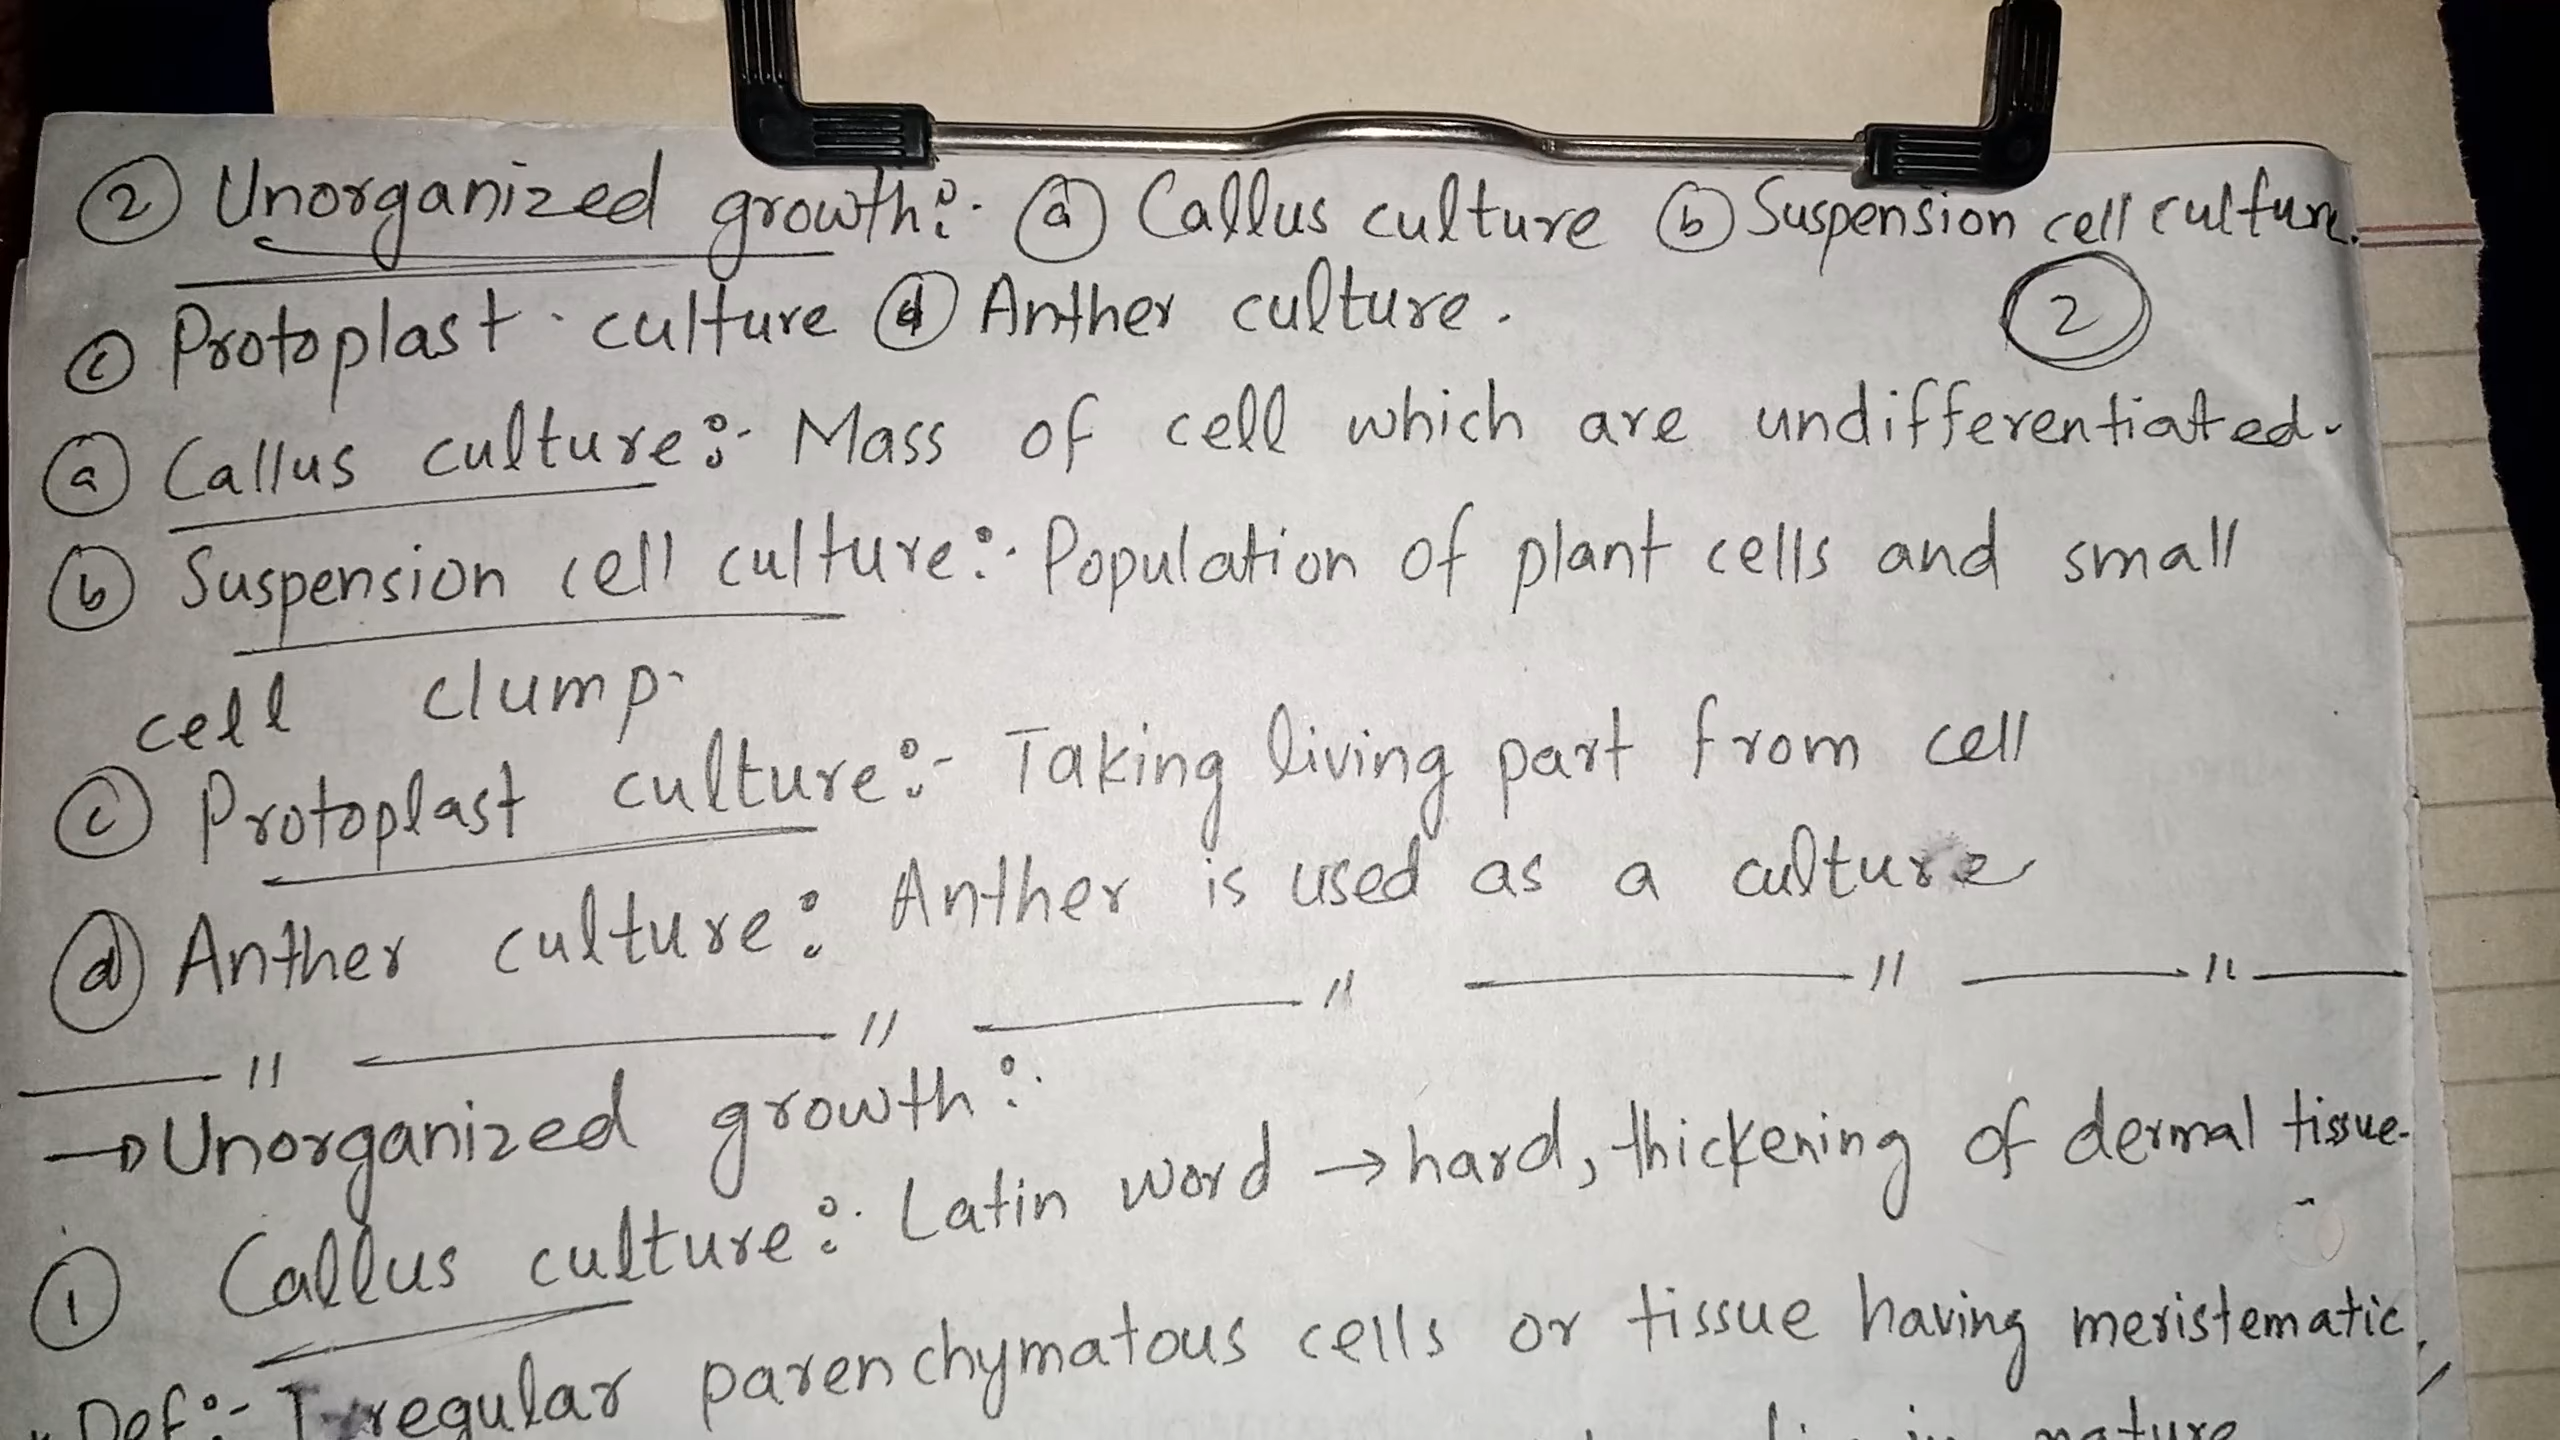 ② Unorganized growth:- ⓐ Callus culture ⓑ Suspension cell culture.
ⓒ Protoplast culture ⓓ Anther culture.
2
ⓐ Callus culture:- Mass of cell which are undifferentiated.
ⓑ Suspension cell culture:- Population of plant cells and small
cell clump.
ⓒ Protoplast culture:- Taking living part from cell
ⓓ Anther culture: Anther is used as a culture
→ Unorganized growth:
① Callus culture: Latin word → hard, thickening of dermal tissue.
Def:- Irregular parenchymatous cells or tissue having meristematic
in nature